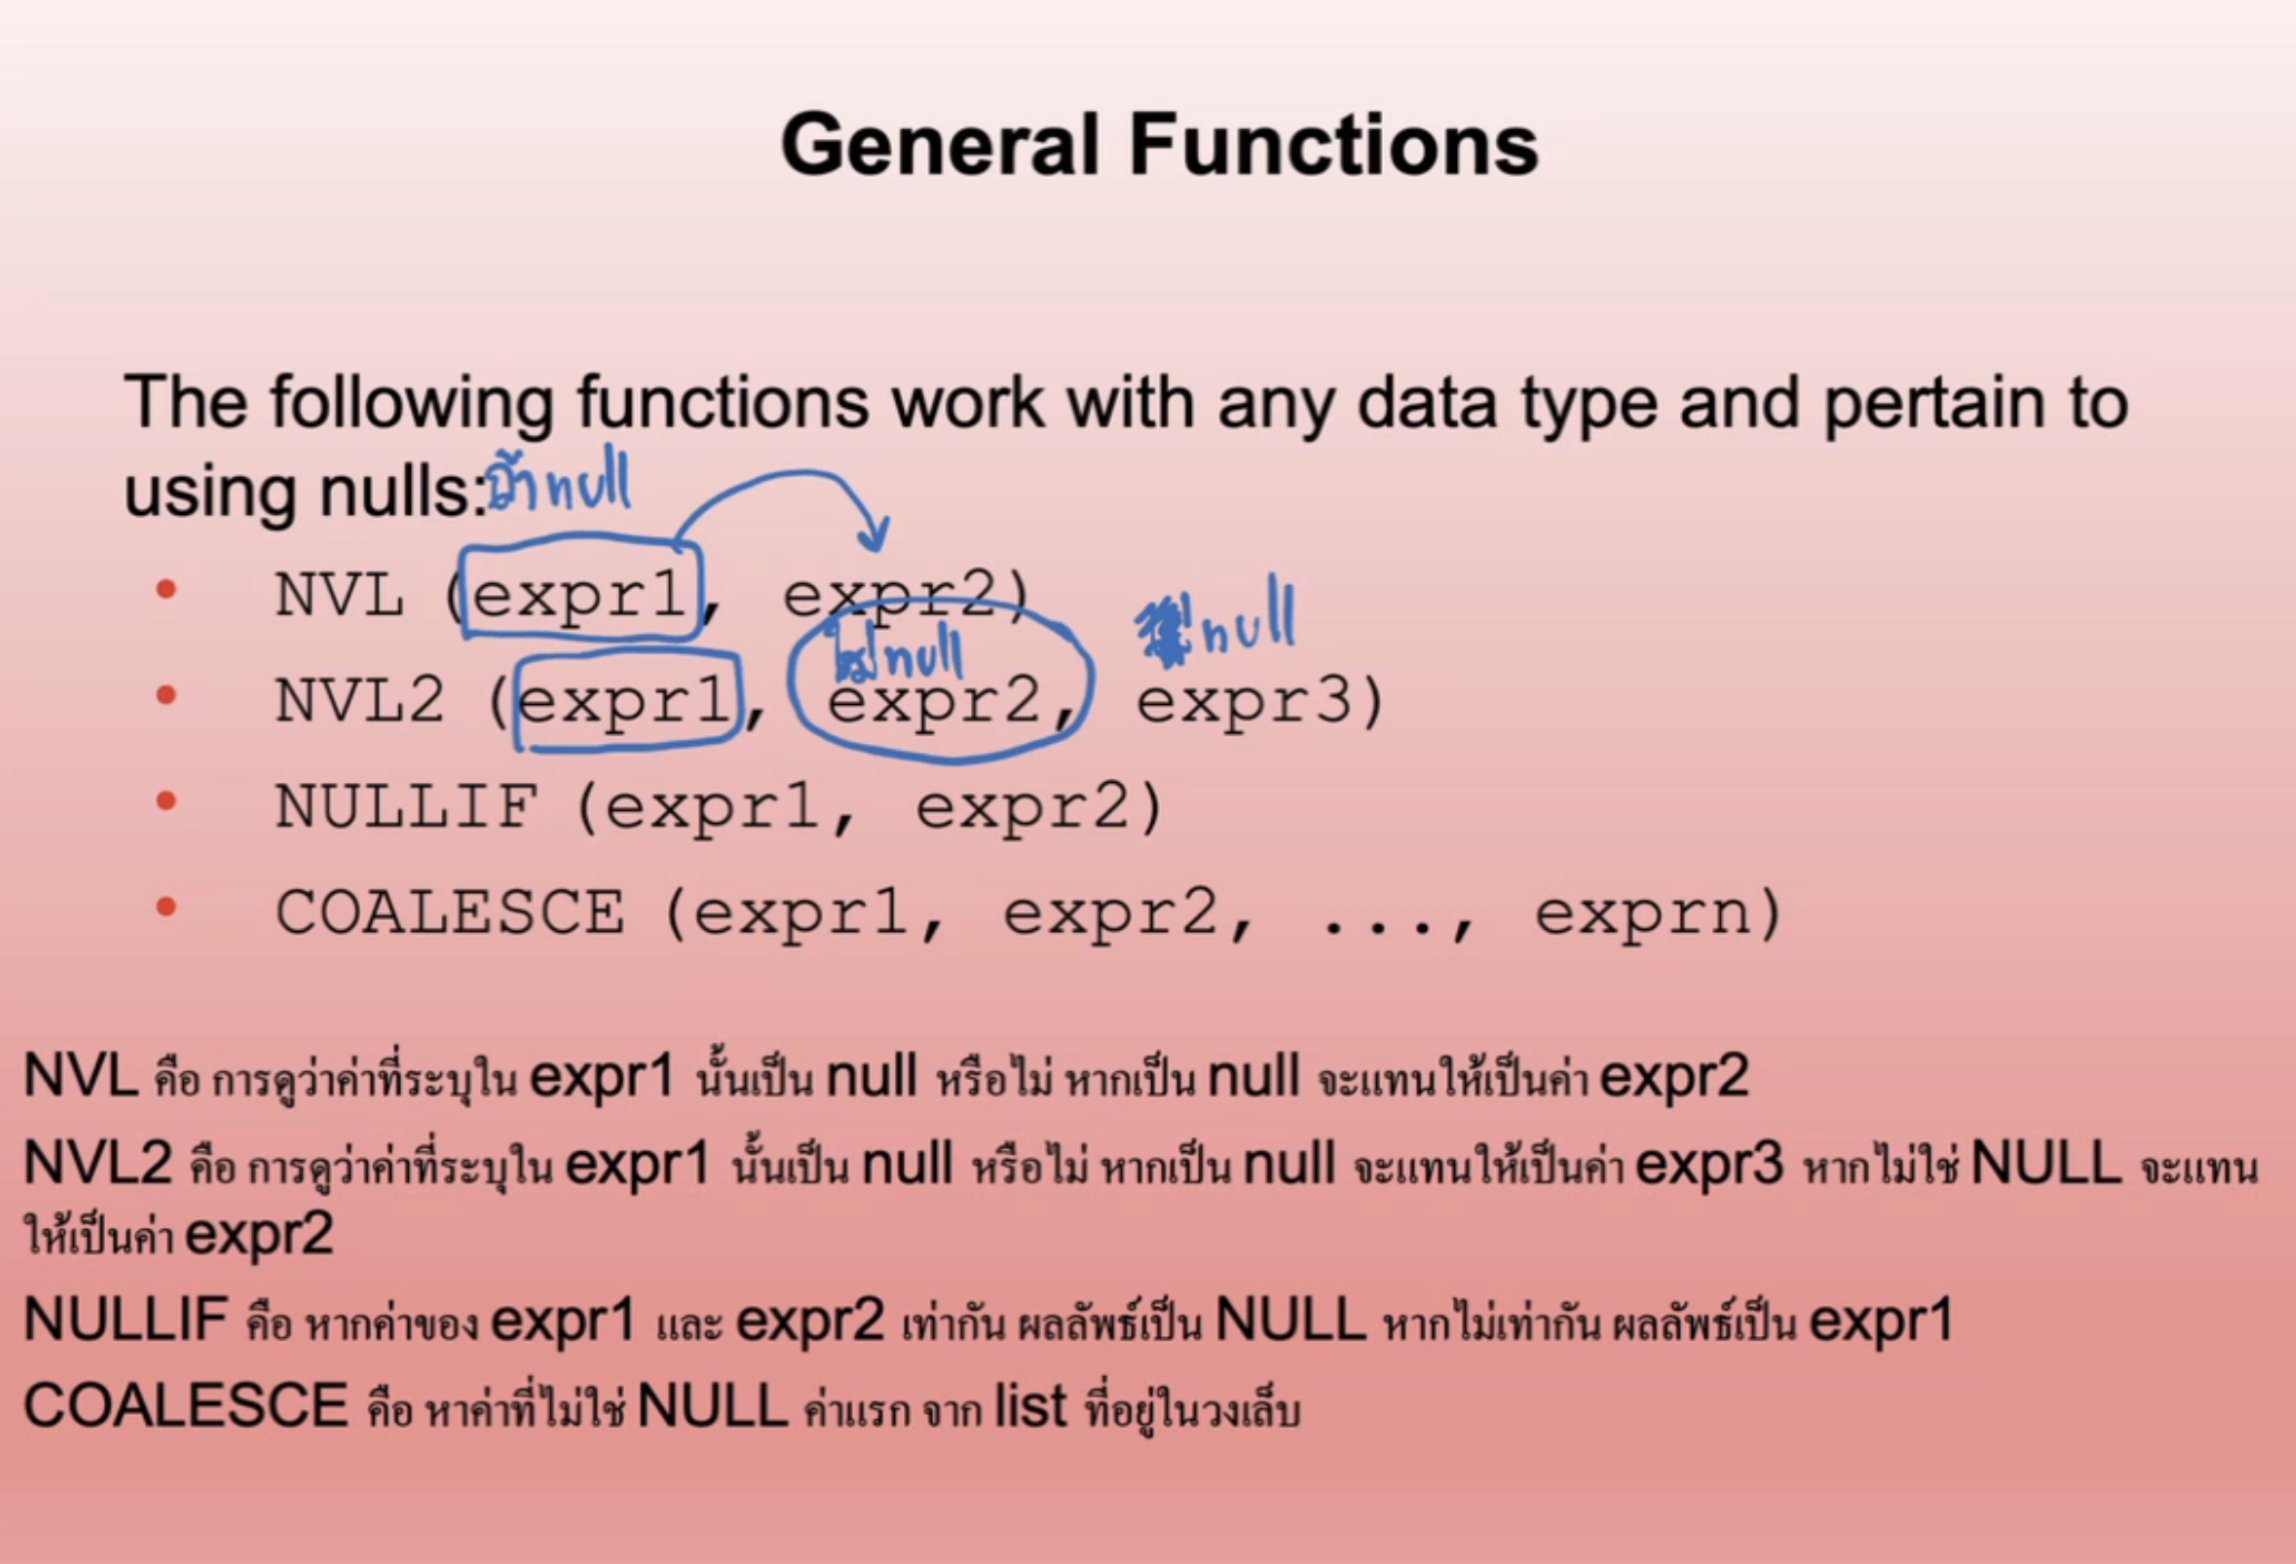 General Functions
The following functions work with any data type and pertain to
using nulls:
ถ้า null
• NVL (expr1, expr2)
ไม่ null
null
• NVL2 (expr1, expr2, expr3)
• NULLIF (expr1, expr2)
• COALESCE (expr1, expr2, ..., exprn)
NVL คือ การดูว่าค่าที่ระบุใน expr1 นั้นเป็น null หรือไม่ หากเป็น null จะแทนให้เป็นค่า expr2
NVL2 คือ การดูว่าค่าที่ระบุใน expr1 นั้นเป็น null หรือไม่ หากเป็น null จะแทนให้เป็นค่า expr3 หากไม่ใช่ NULL จะแทน
ให้เป็นค่า expr2
NULLIF คือ หากค่าของ expr1 และ expr2 เท่ากัน ผลลัพธ์เป็น NULL หากไม่เท่ากัน ผลลัพธ์เป็น expr1
COALESCE คือ หาค่าที่ไม่ใช่ NULL ค่าแรก จาก list ที่อยู่ในวงเล็บ